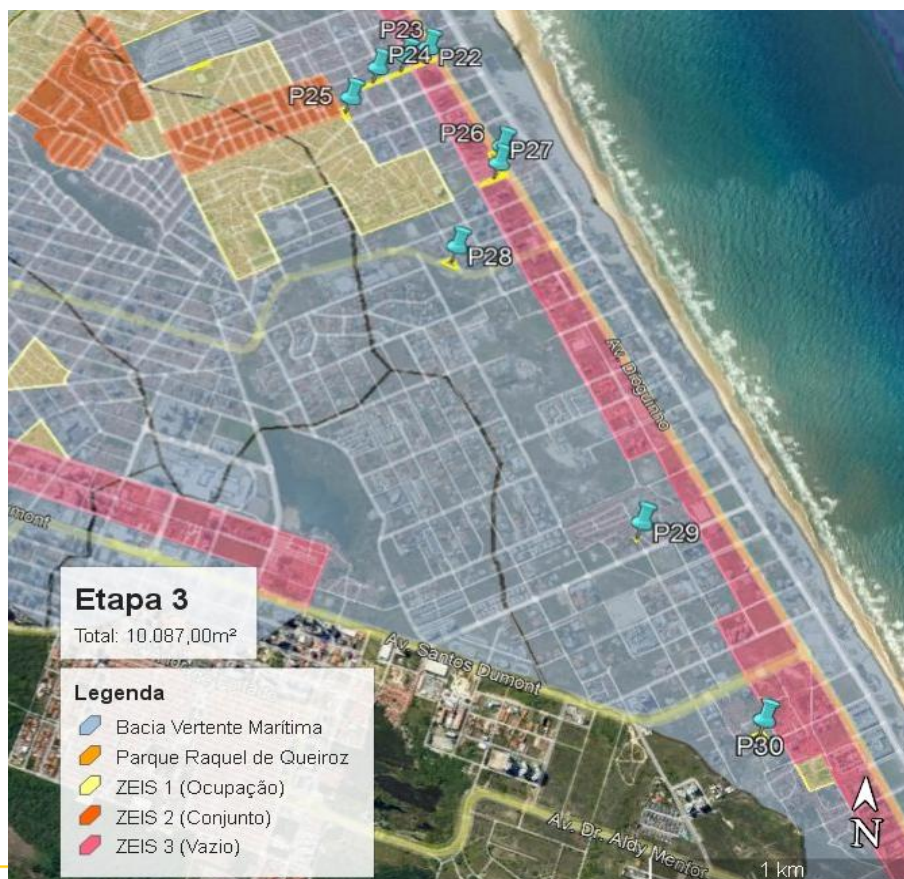 P23
P24
P22
P25
P26
P27
P28
Av. Dioguinho
P29
umont
Etapa 3
Total: 10.087,00m²
Av. Santos Dumont
Legenda
Bacia Vertente Marítima
Parque Raquel de Queiroz
ZEIS 1 (Ocupação)
ZEIS 2 (Conjunto)
ZEIS 3 (Vazio)
P30
Av. Dr. Aldy Mentor
N
1 km